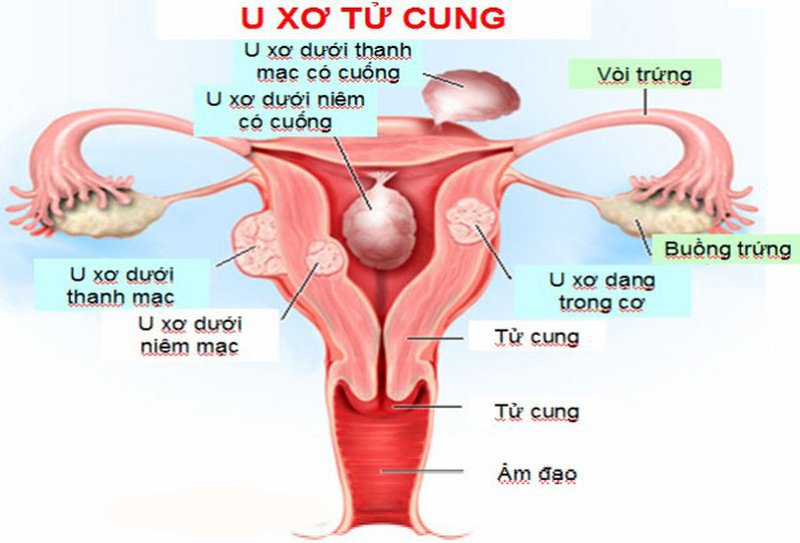 U XƠ TỬ CUNG
U xơ dưới thanh
mạc có cuống
U xơ dưới niêm
có cuống
Vòi trứng
Buồng trứng
U xơ dưới
thanh mạc
U xơ dạng
trong cơ
U xơ dưới
niêm mạc
Tử cung
Tử cung
Âm đạo